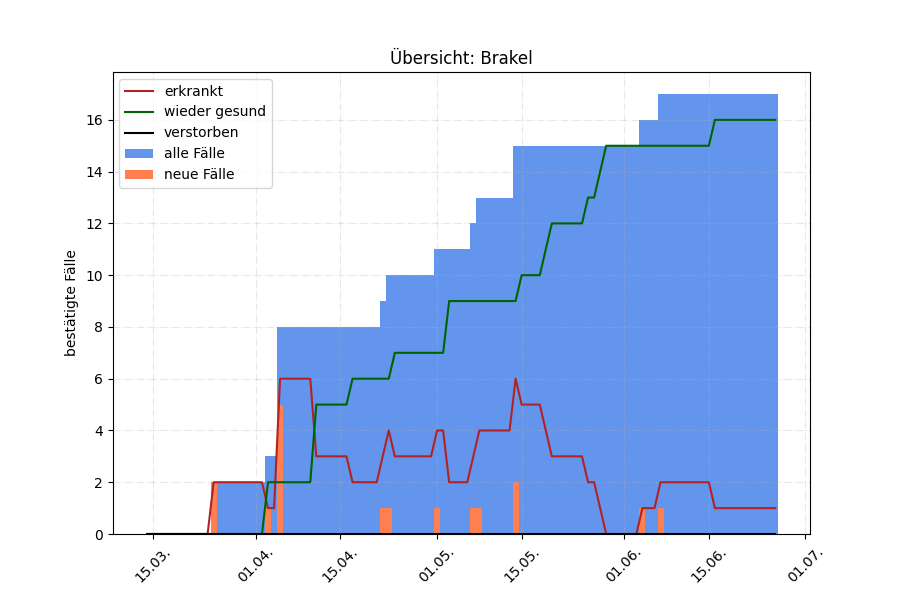 Übersicht: Brakel
erkrankt
wieder gesund
verstorben
alle Fälle
neue Fälle
bestätigte Fälle
16
14
12
10
8
6
4
2
0
15.03.
01.04.
15.04.
01.05.
15.05.
01.06.
15.06.
01.07.